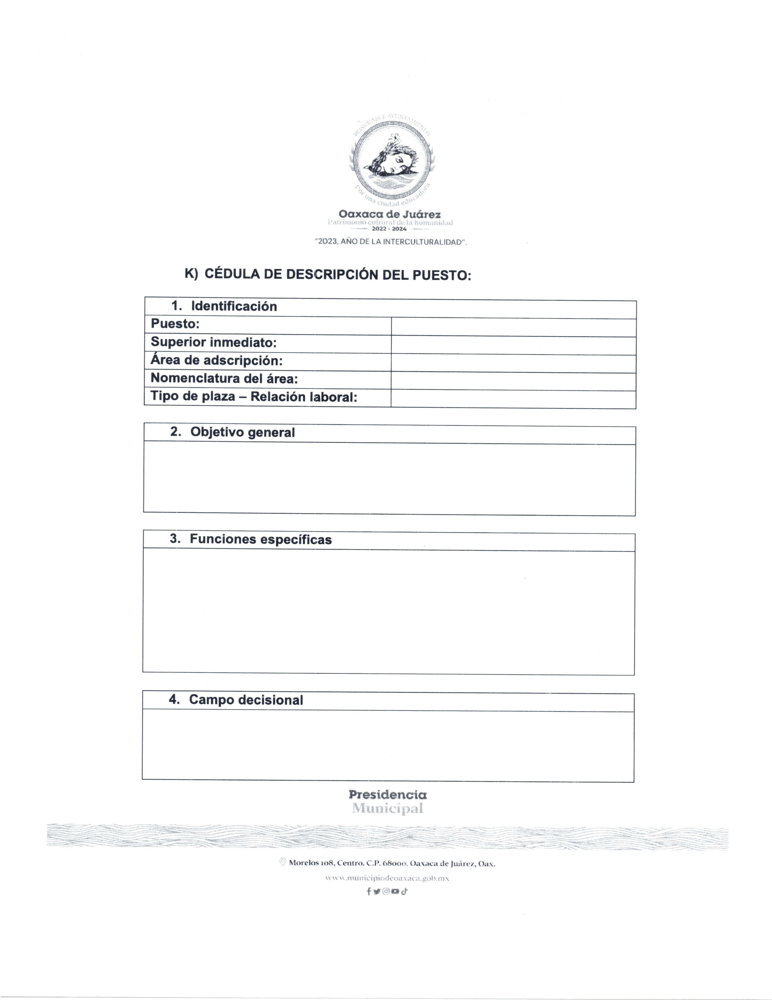 HONORABLE AYUNTAMIENTO
Por una ciudad educadora
Oaxaca de Juárez
Patrimonio cultural de la humanidad
2022 - 2024
"2023, AÑO DE LA INTERCULTURALIDAD".
K) CÉDULA DE DESCRIPCIÓN DEL PUESTO:
1. Identificación
Puesto:
Superior inmediato:
Área de adscripción:
Nomenclatura del área:
Tipo de plaza – Relación laboral:
2. Objetivo general
3. Funciones específicas
4. Campo decisional
Presidencia
Municipal
Morelos 108, Centro. C.P. 68000, Oaxaca de Juárez, Oax.
www.municipiodeoaxaca.gob.mx